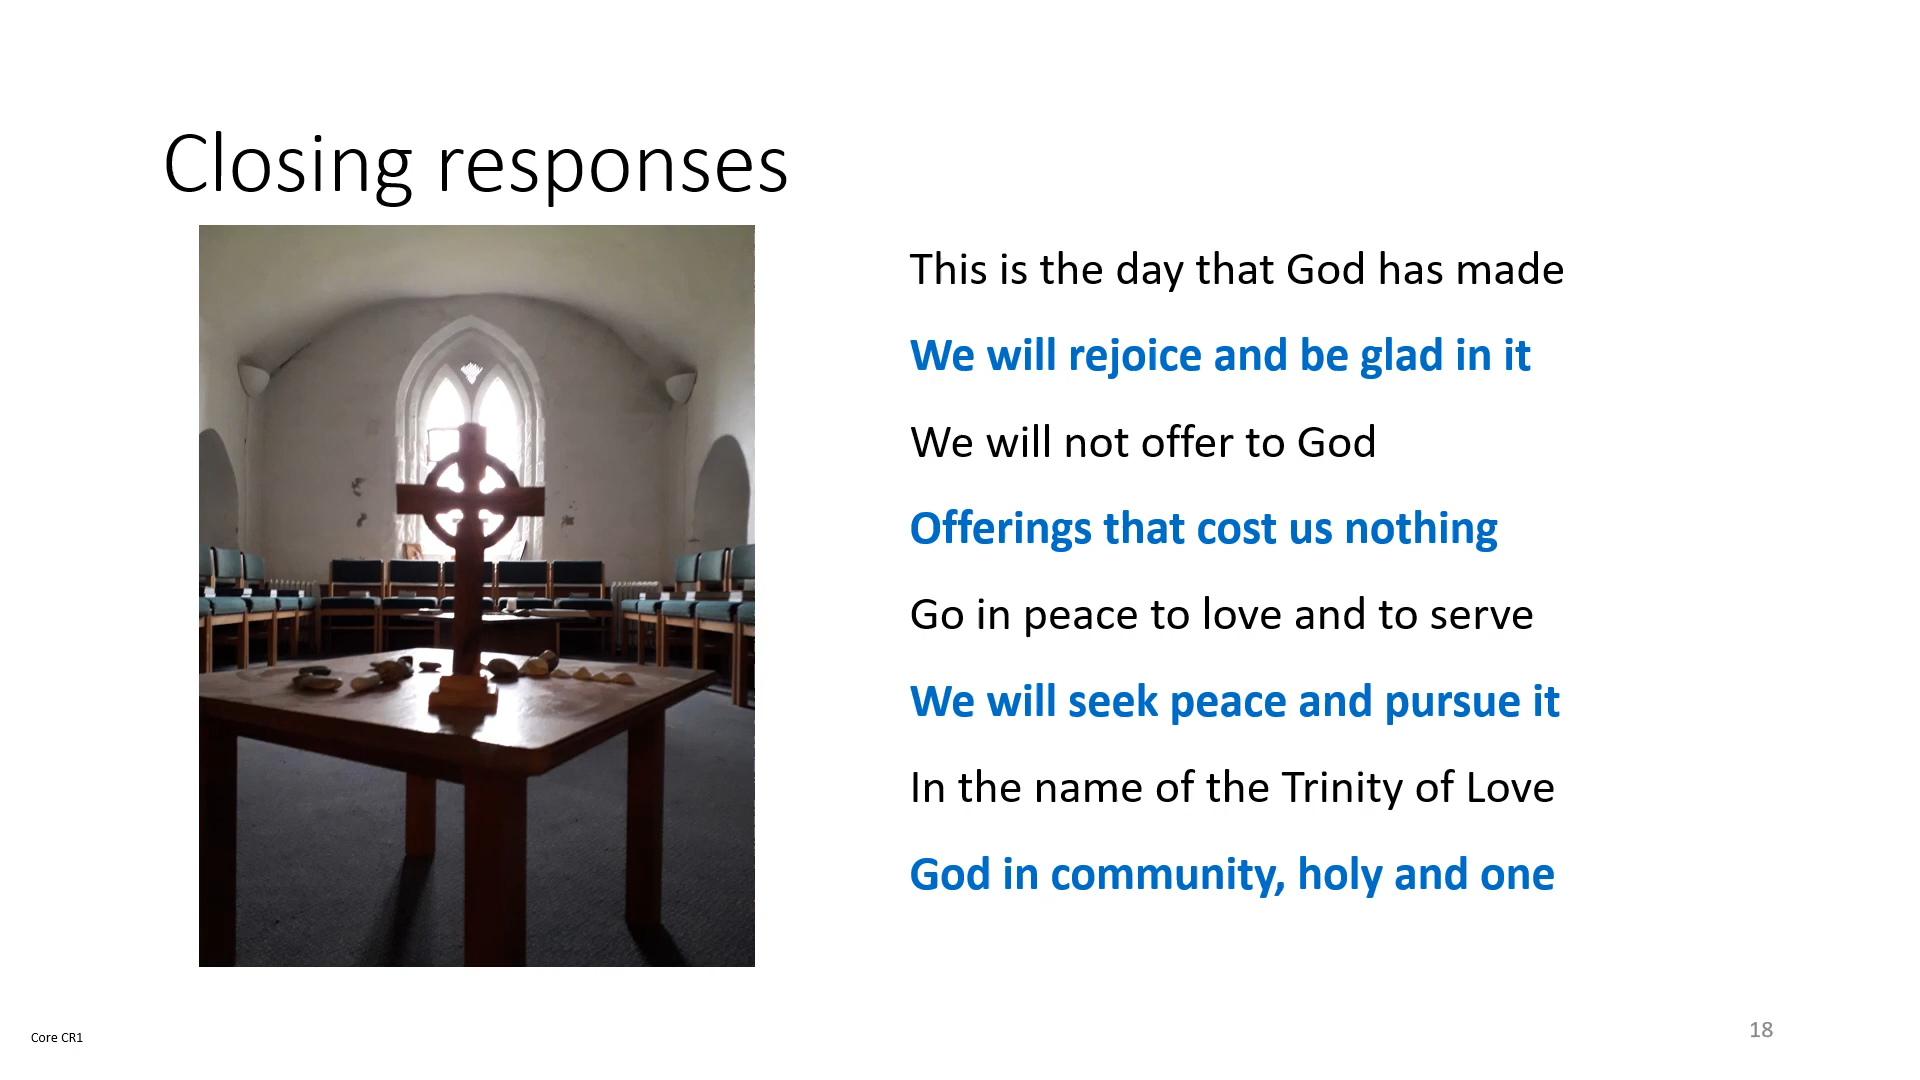 Closing responses
This is the day that God has made
We will rejoice and be glad in it
We will not offer to God
Offerings that cost us nothing
Go in peace to love and to serve
We will seek peace and pursue it
In the name of the Trinity of Love
God in community, holy and one
Core CR1
18